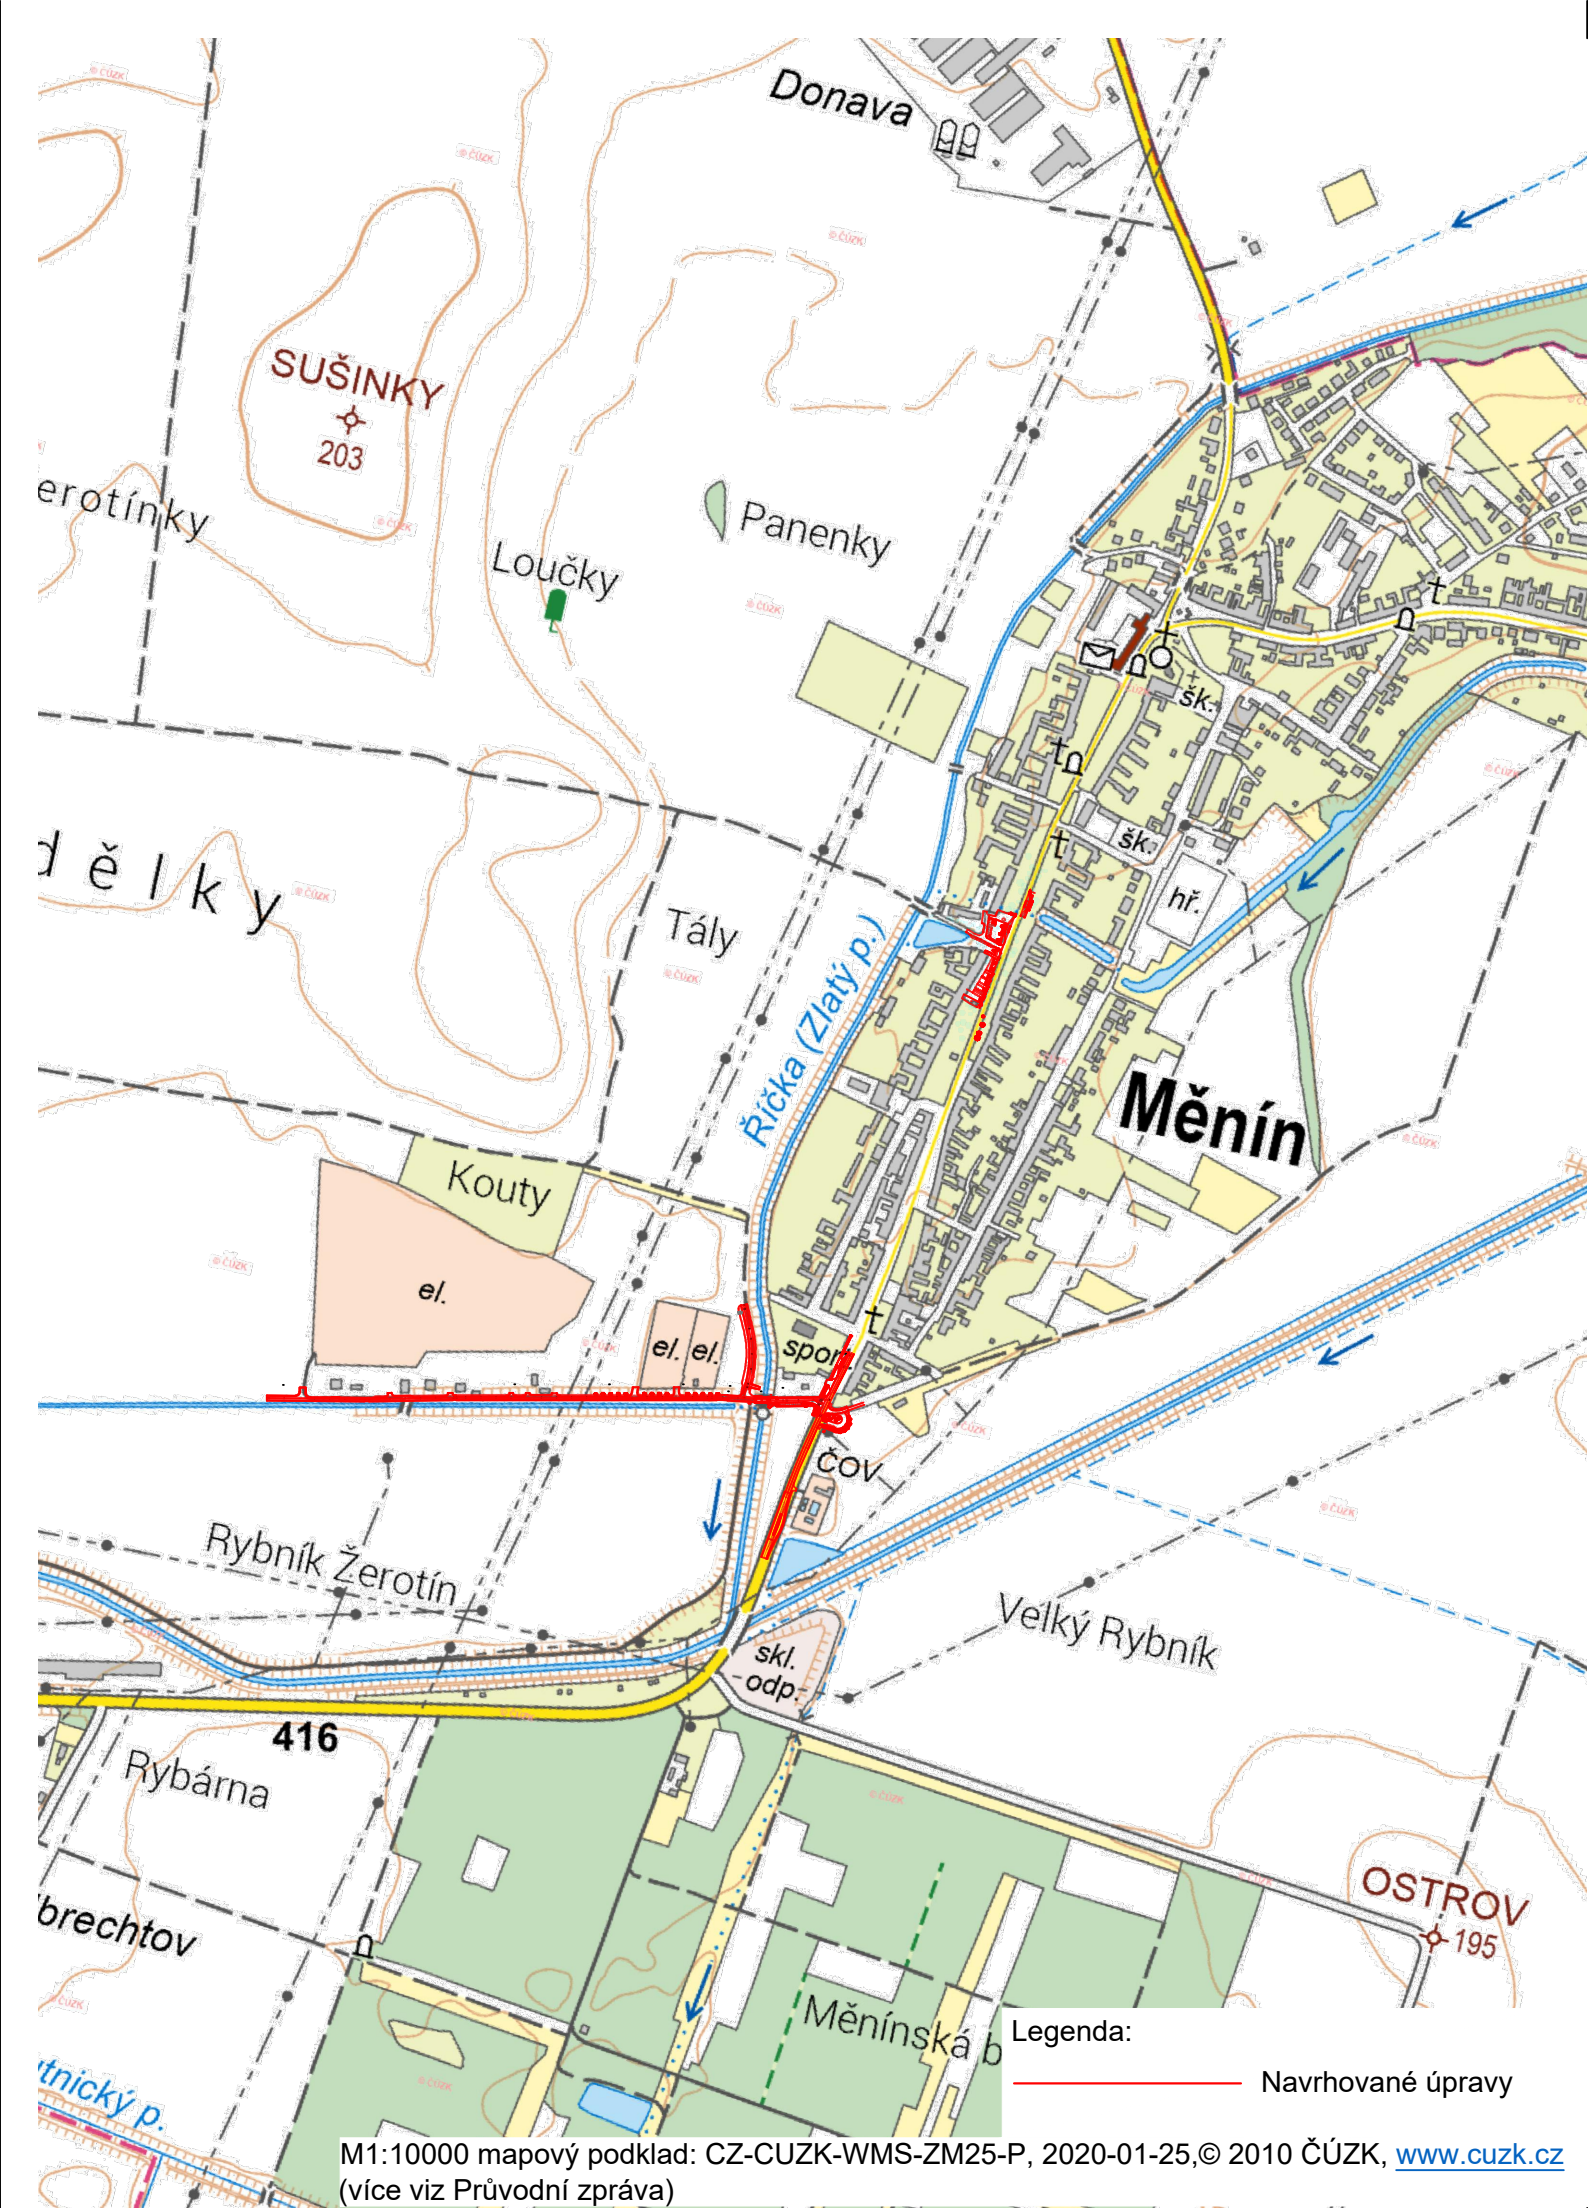 Donava
SUŠINKY
203
erotínky
Loučky
Panenky
šk.
dělky
Tály
šk.
hř.
Říčka (Zlatý p.)
Měnín
Kouty
el.
el.
el.
sport.
ČOV
Rybník Žerotín
Velký Rybník
skl.
odp.
416
Rybárna
OSTROV
195
lbrechtov
Měnínská b
Legenda:
Navrhované úpravy
tnický p.
M1:10000 mapový podklad: CZ-CUZK-WMS-ZM25-P, 2020-01-25,© 2010 ČÚZK, www.cuzk.cz
(více viz Průvodní zpráva)